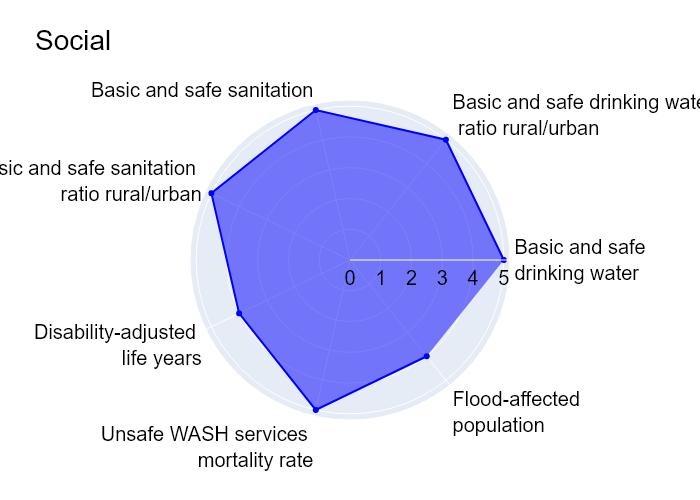 Social
Basic and safe sanitation
Basic and safe drinking wate
ratio rural/urban
sic and safe sanitation
ratio rural/urban
Basic and safe
drinking water
0 1 2 3 4 5
Disability-adjusted
life years
Flood-affected
population
Unsafe WASH services
mortality rate